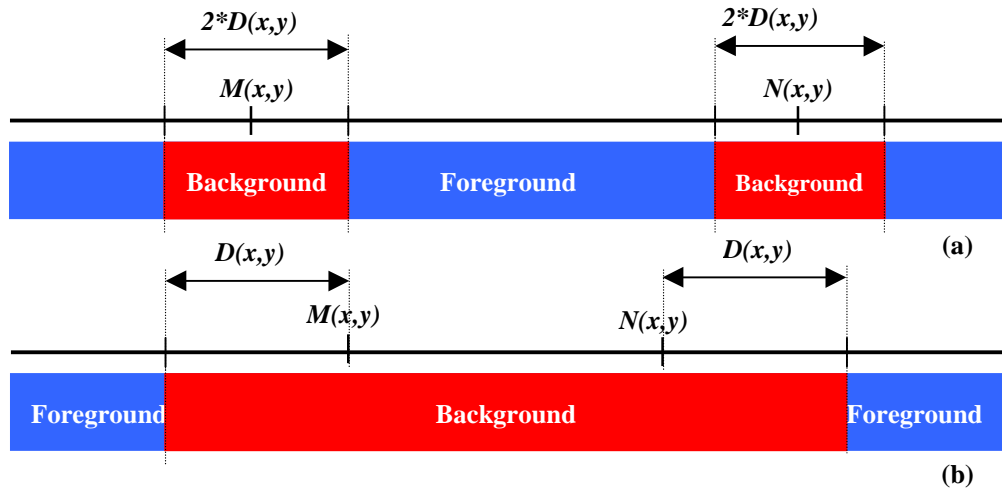 2*D(x,y) 2*D(x,y)
M(x,y) N(x,y)
Background Foreground Background
(a)
D(x,y) D(x,y)
M(x,y) N(x,y)
Foreground Background Foreground
(b)